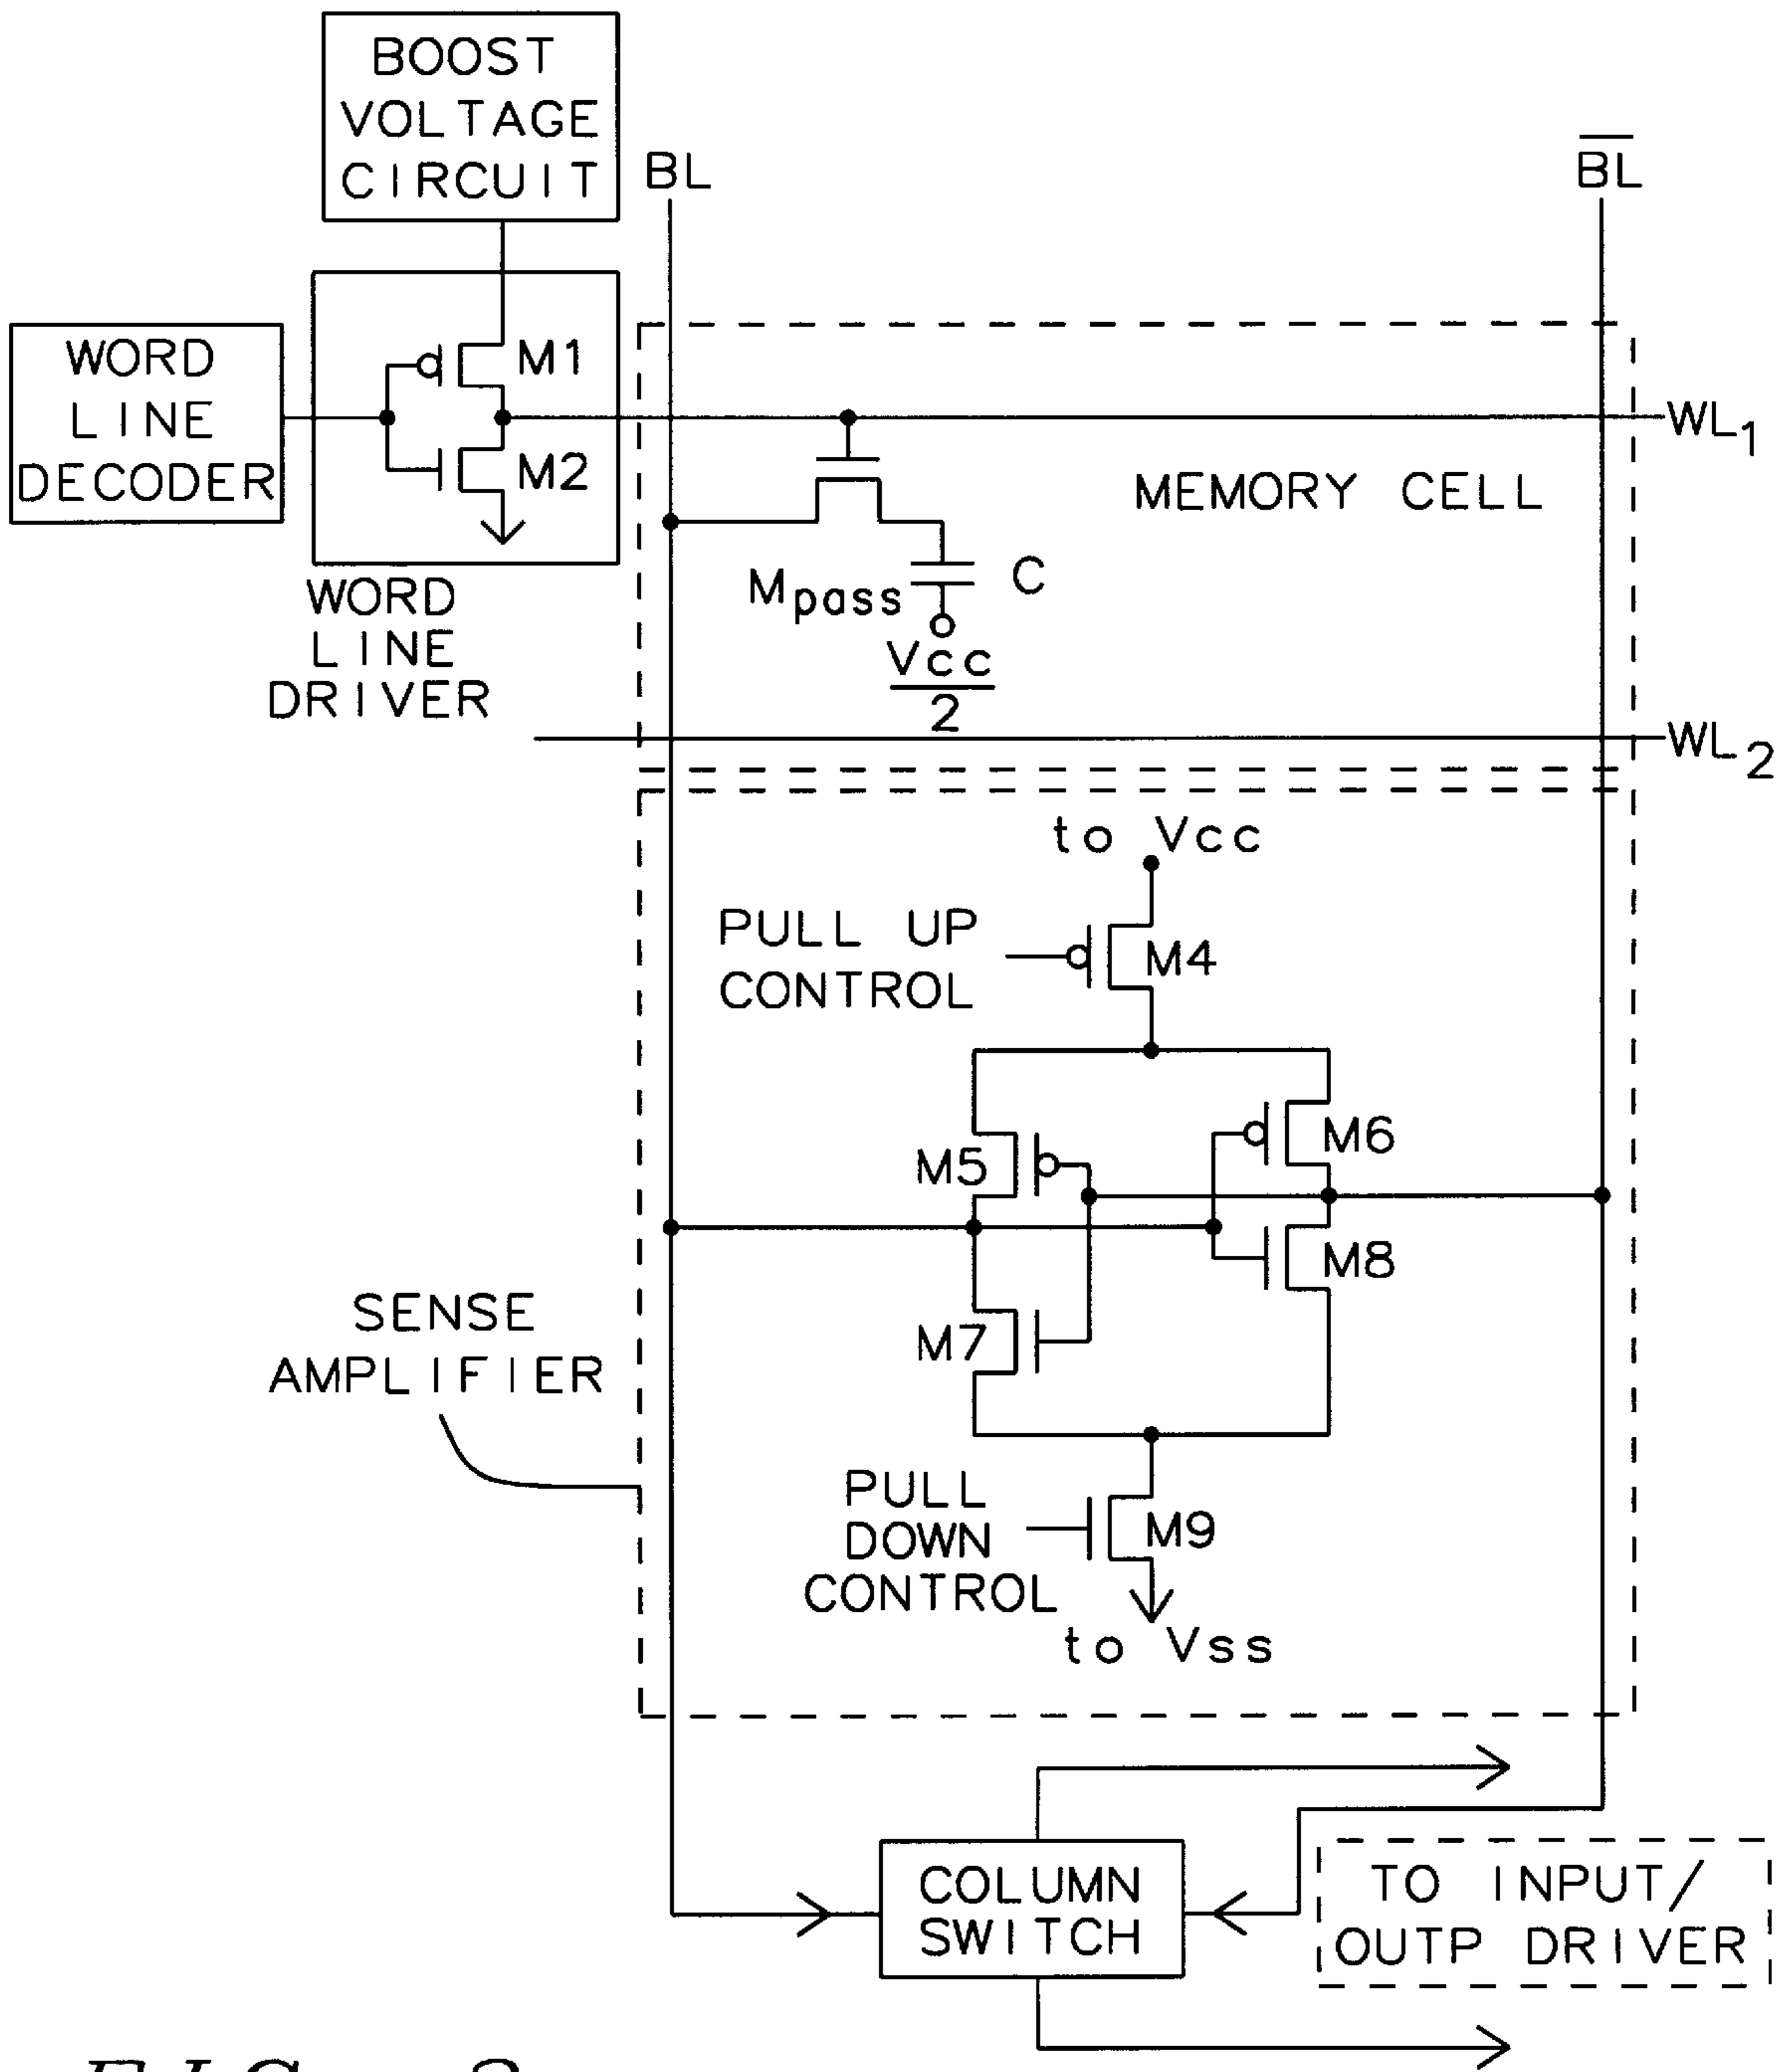 BOOST
VOLTAGE
CIRCUIT
BL
B̅L̅
WORD
LINE
DECODER
M1
M2
WL1
MEMORY CELL
Mpass
C
Vcc
2
WORD
LINE
DRIVER
WL2
to Vcc
PULL UP
CONTROL
M4
M5
M6
M7
M8
SENSE
AMPLIFIER
PULL
DOWN
CONTROL
M9
to Vss
COLUMN
SWITCH
TO INPUT/
OUTP DRIVER